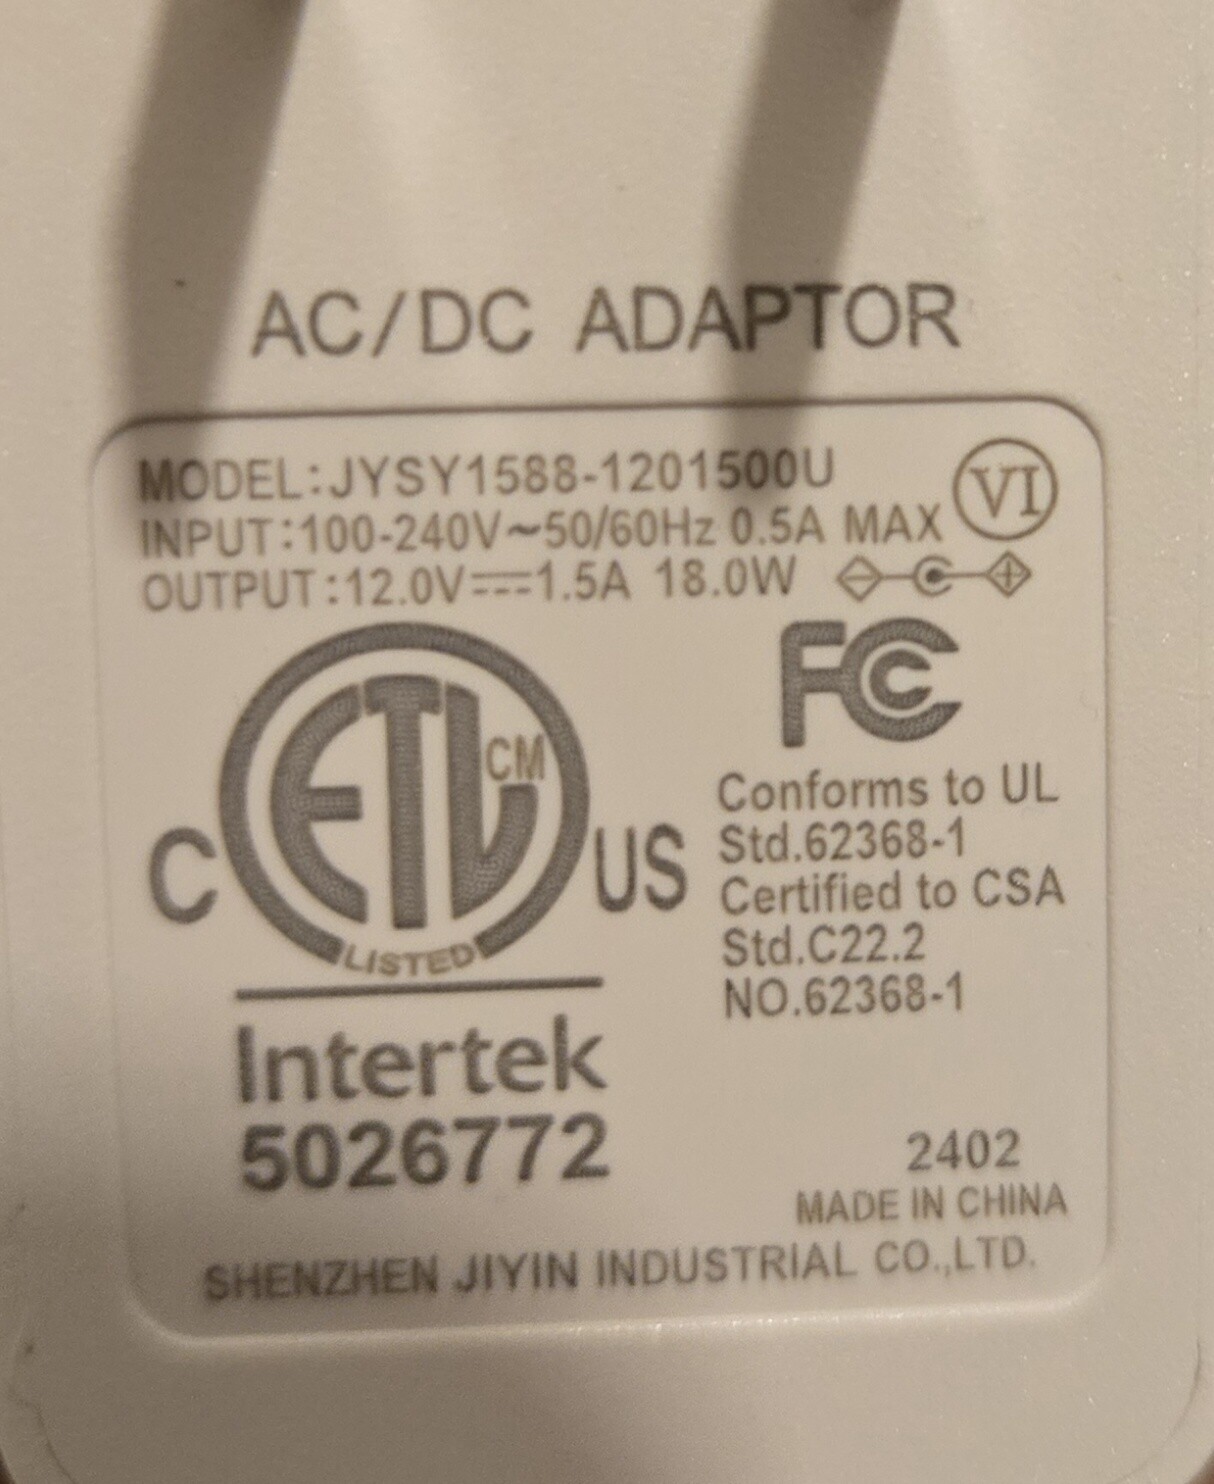 AC/DC ADAPTOR
MODEL:JYSY1588-1201500U
VI
INPUT:100-240V~50/60Hz 0.5A MAX
OUTPUT:12.0V⎓1.5A 18.0W
FC
C ETL CM US
LISTED
Intertek
5026772
Conforms to UL
Std.62368-1
Certified to CSA
Std.C22.2
NO.62368-1
2402
MADE IN CHINA
SHENZHEN JIYIN INDUSTRIAL CO.,LTD.